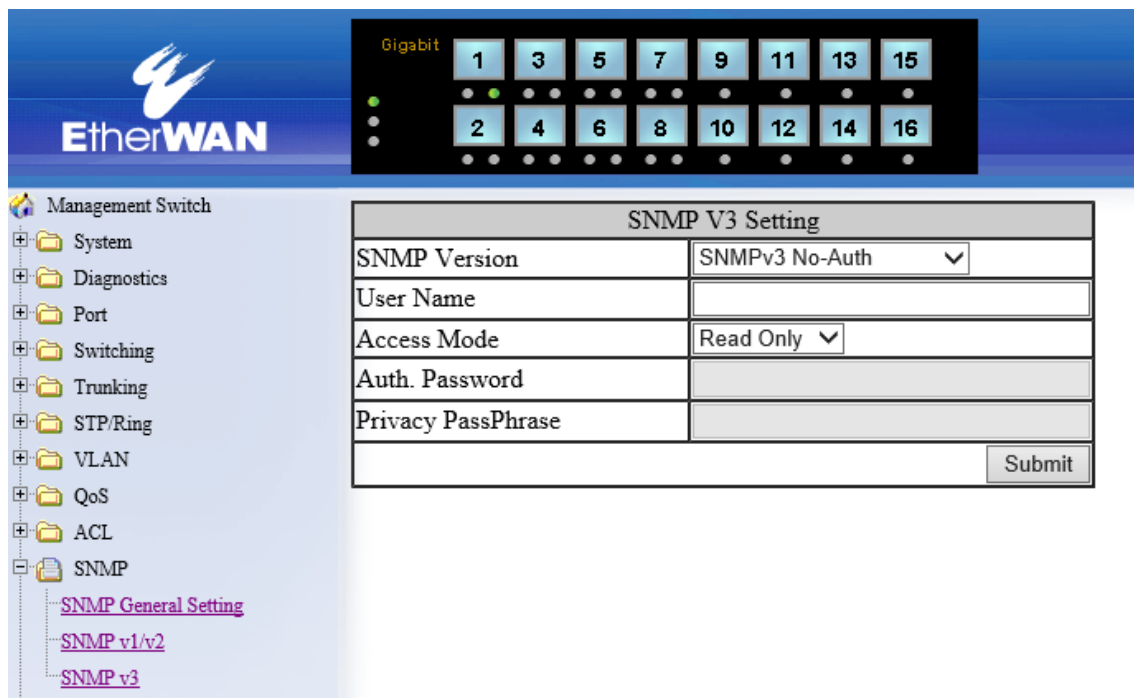 Gigabit
1 3 5 7 9 11 13 15
2 4 6 8 10 12 14 16
EtherWAN
Management Switch
System
Diagnostics
Port
Switching
Trunking
STP/Ring
VLAN
QoS
ACL
SNMP
SNMP General Setting
SNMP v1/v2
SNMP v3
SNMP V3 Setting
SNMP Version SNMPv3 No-Auth
User Name
Access Mode Read Only
Auth. Password
Privacy PassPhrase
Submit